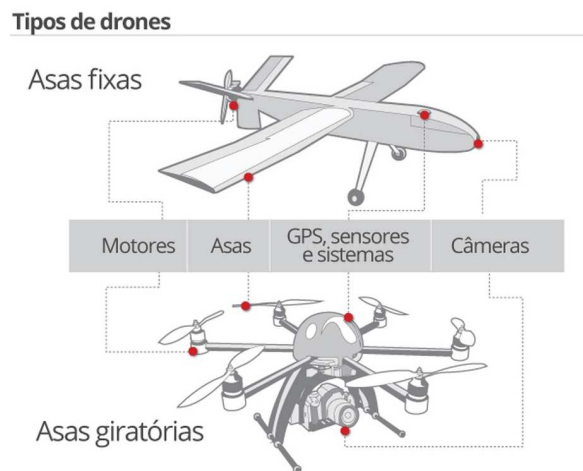 Tipos de drones
Asas fixas
Motores
Asas
GPS, sensores
e sistemas
Câmeras
Asas giratórias